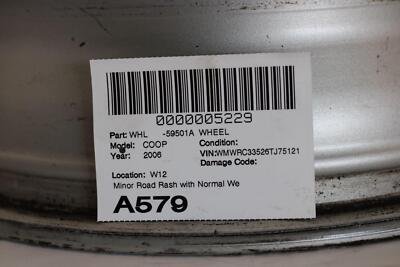 0000005229
Part: WHL -59501A WHEEL
Model: COOP Condition:
Year: 2006 VIN:WMWRC33526TJ75121
Damage Code:
Location: W12
Minor Road Rash with Normal We
A579